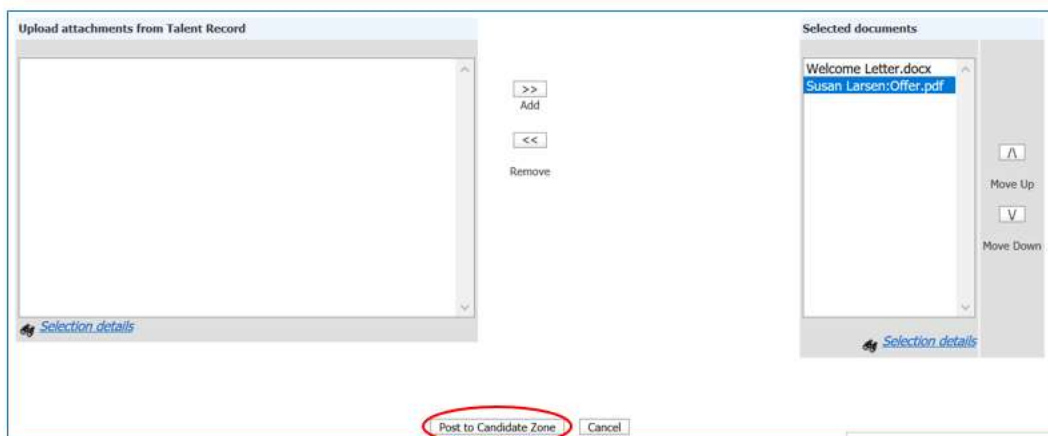 Upload attachments from Talent Record
>>
Add
<<
Remove
Selection details
Selected documents
Welcome Letter.docx
Susan Larsen:Offer.pdf
/\
Move Up
\/
Move Down
Selection details
Post to Candidate Zone
Cancel